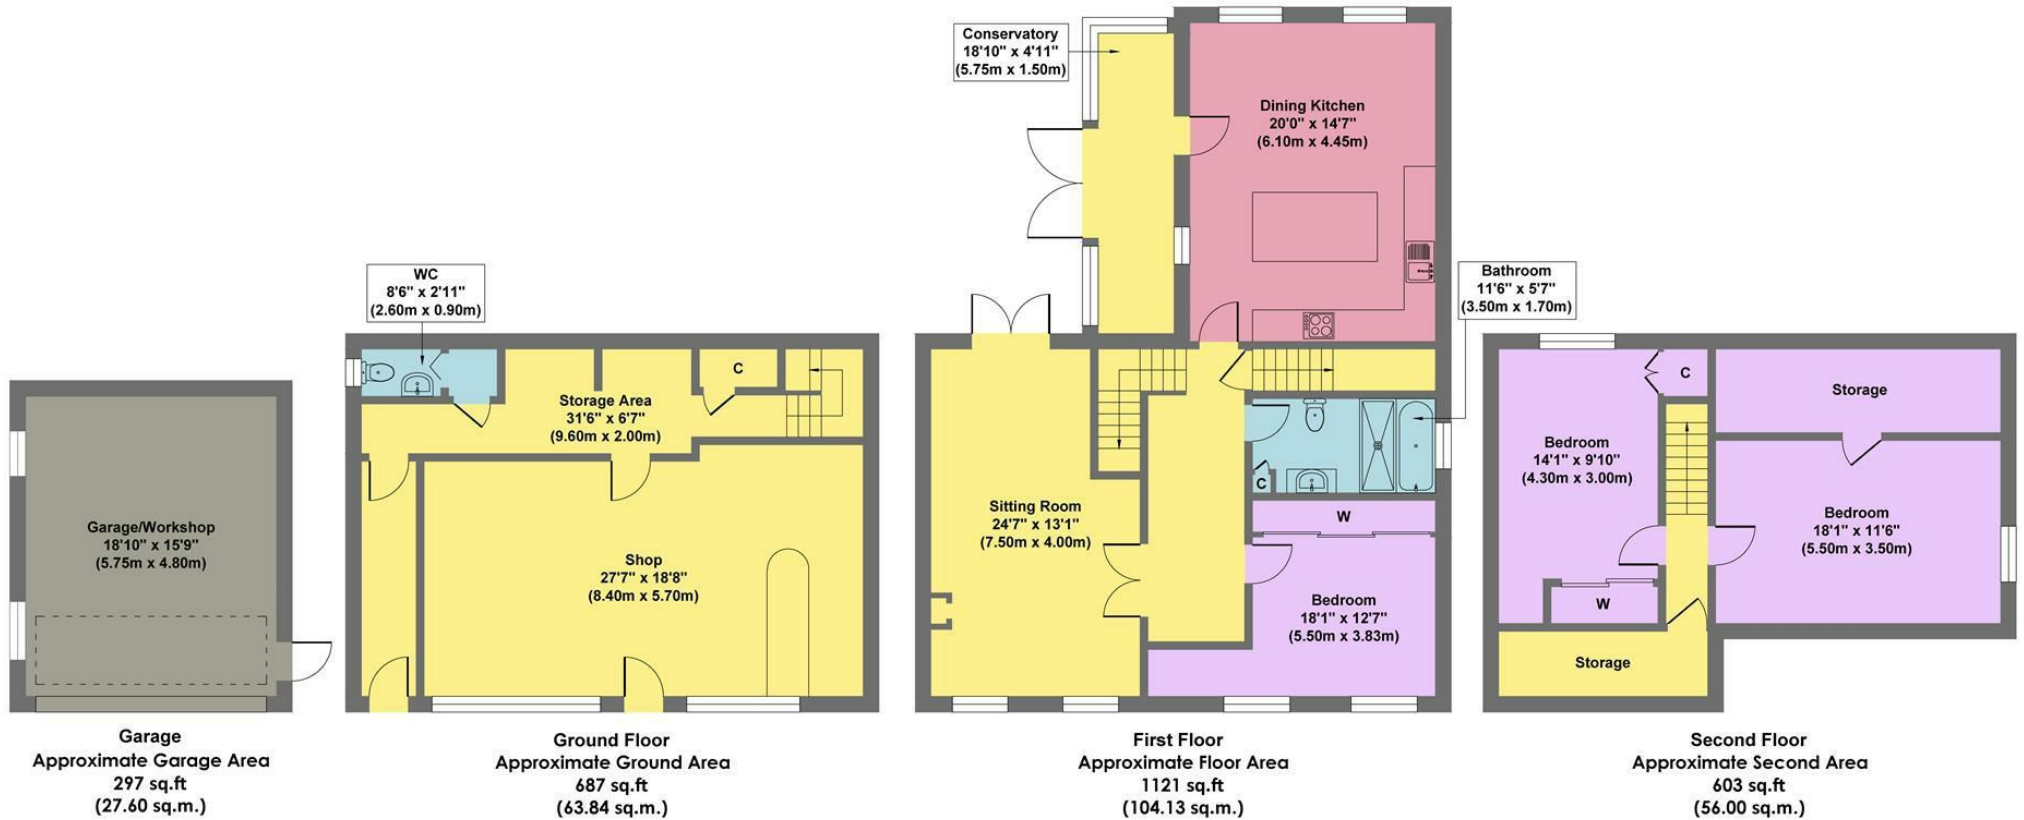 Garage/Workshop
18'10" x 15'9"
(5.75m x 4.80m)
Garage
Approximate Garage Area
297 sq.ft
(27.60 sq.m.)
WC
8'6" x 2'11"
(2.60m x 0.90m)
C
Storage Area
31'6" x 6'7"
(9.60m x 2.00m)
Shop
27'7" x 18'8"
(8.40m x 5.70m)
Ground Floor
Approximate Ground Area
687 sq.ft
(63.84 sq.m.)
Conservatory
18'10" x 4'11"
(5.75m x 1.50m)
Dining Kitchen
20'0" x 14'7"
(6.10m x 4.45m)
Bathroom
11'6" x 5'7"
(3.50m x 1.70m)
C
W
Sitting Room
24'7" x 13'1"
(7.50m x 4.00m)
Bedroom
18'1" x 12'7"
(5.50m x 3.83m)
First Floor
Approximate Floor Area
1121 sq.ft
(104.13 sq.m.)
C
Storage
Bedroom
14'1" x 9'10"
(4.30m x 3.00m)
Bedroom
18'1" x 11'6"
(5.50m x 3.50m)
W
Storage
Second Floor
Approximate Second Area
603 sq.ft
(56.00 sq.m.)